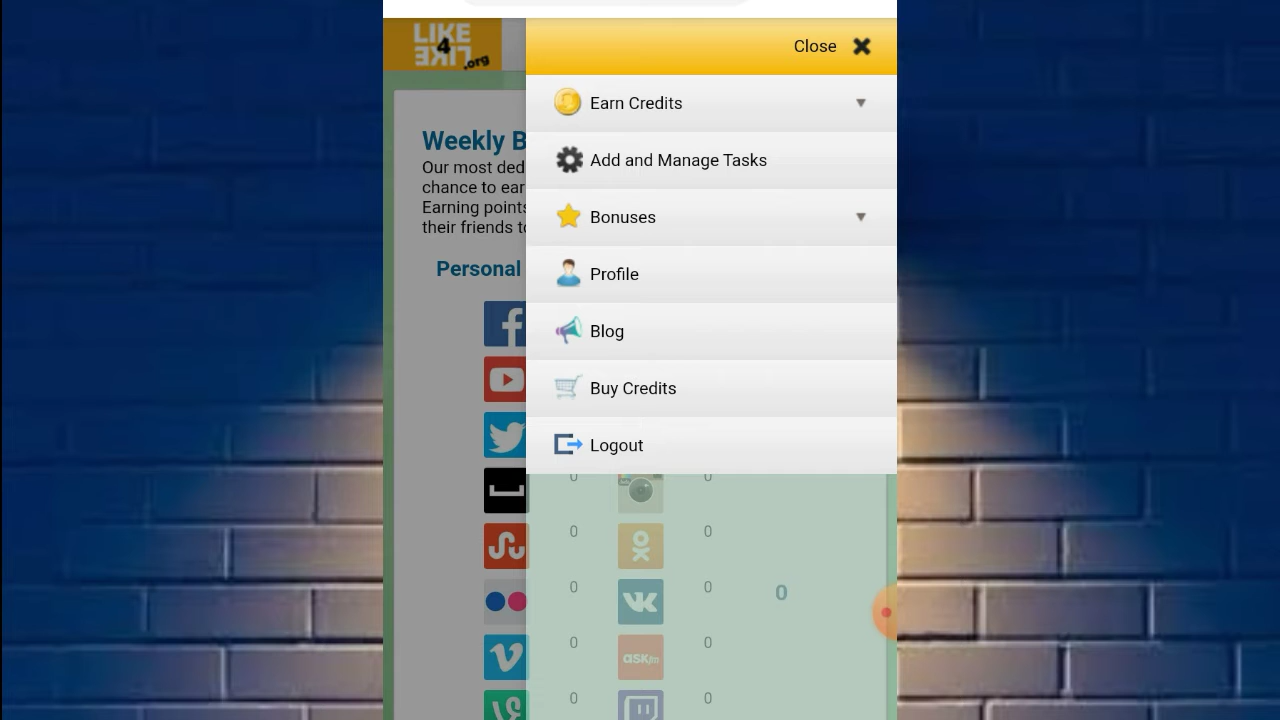 LIKE
4
LIKE
.org
Close
Earn Credits
Add and Manage Tasks
Bonuses
Profile
Blog
Buy Credits
Logout
Weekly B
Our most ded
chance to ear
Earning points
their friends to
Personal
0 0
0 0
0 0
0
0 0
ask fm
0 0